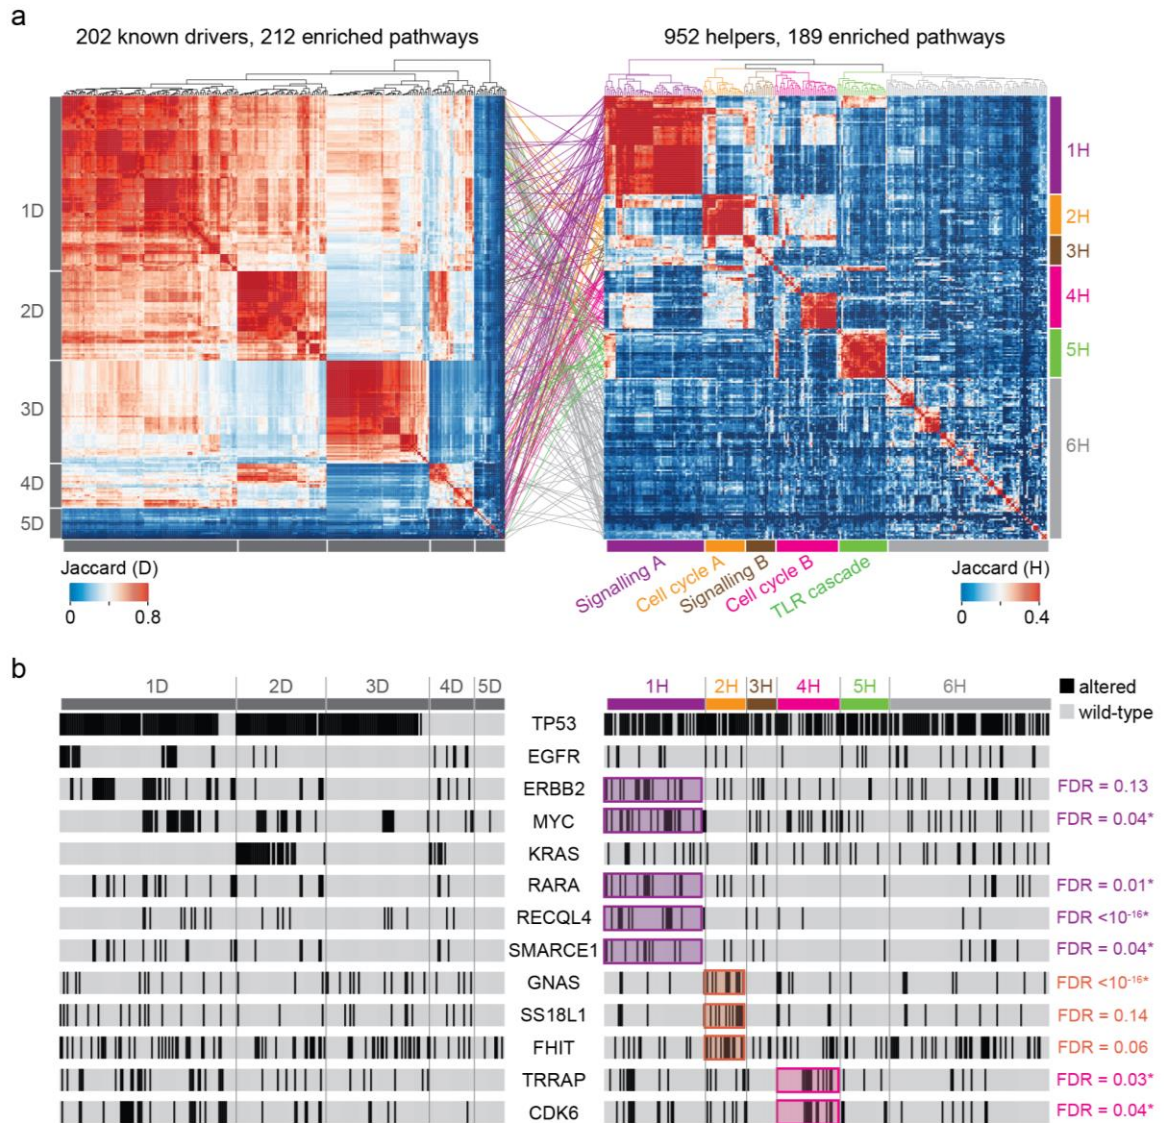 a
202 known drivers, 212 enriched pathways
952 helpers, 189 enriched pathways
1D
2D
3D
4D
5D
1H
2H
3H
4H
5H
6H
Jaccard (D)
0 0.8
Signalling A
Cell cycle A
Signalling B
Cell cycle B
TLR cascade
Jaccard (H)
0 0.4
b
1D 2D 3D 4D 5D
1H 2H 3H 4H 5H 6H
altered
wild-type
TP53
EGFR
ERBB2 FDR = 0.13
MYC FDR = 0.04*
KRAS
RARA FDR = 0.01*
RECQL4 FDR <10⁻¹⁶*
SMARCE1 FDR = 0.04*
GNAS FDR <10⁻¹⁶*
SS18L1 FDR = 0.14
FHIT FDR = 0.06
TRRAP FDR = 0.03*
CDK6 FDR = 0.04*